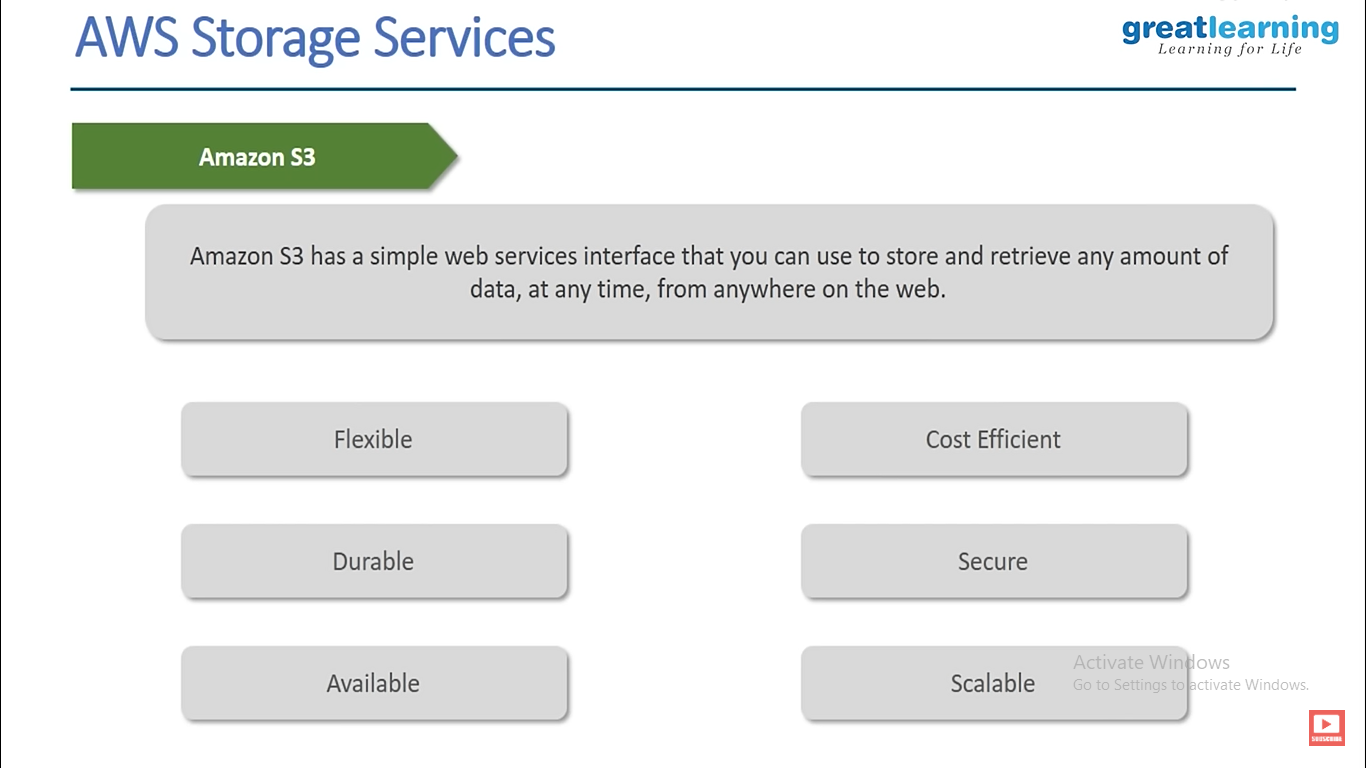 AWS Storage Services
greatlearning
Learning for Life
Amazon S3
Amazon S3 has a simple web services interface that you can use to store and retrieve any amount of
data, at any time, from anywhere on the web.
Flexible
Cost Efficient
Durable
Secure
Available
Scalable
Activate Windows
Go to Settings to activate Windows.
SUBSCRIBE